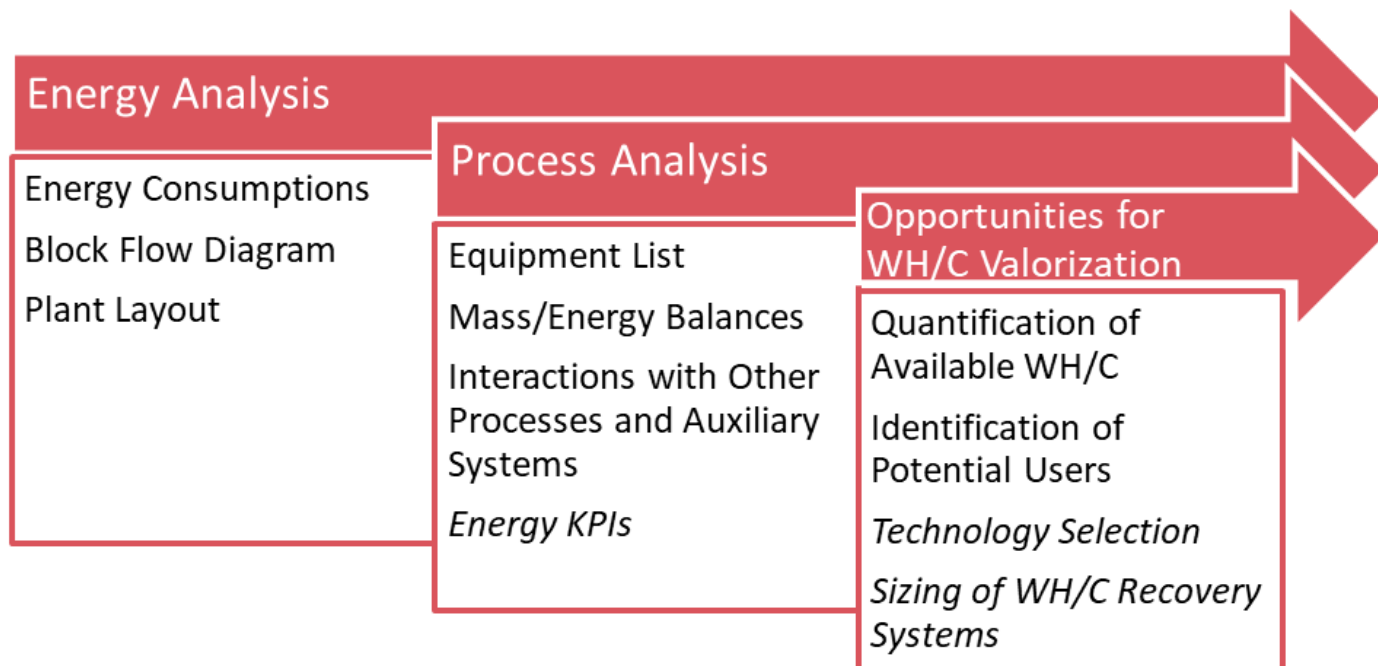 Energy Analysis
Energy Consumptions
Block Flow Diagram
Plant Layout
Process Analysis
Equipment List
Mass/Energy Balances
Interactions with Other
Processes and Auxiliary
Systems
Energy KPIs
Opportunities for
WH/C Valorization
Quantification of
Available WH/C
Identification of
Potential Users
Technology Selection
Sizing of WH/C Recovery
Systems